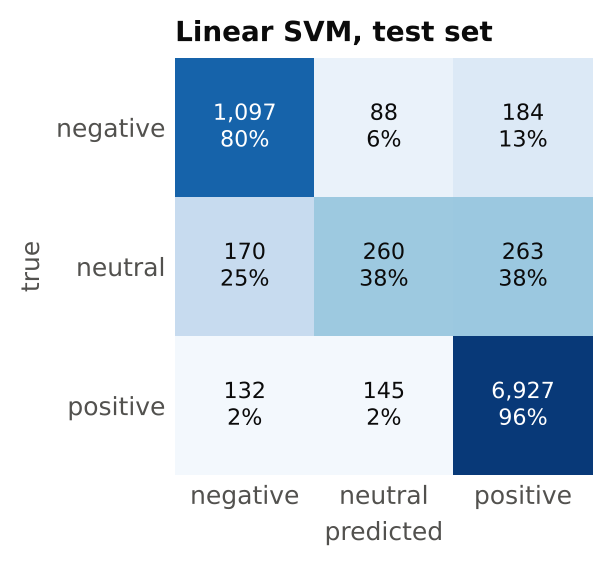 Linear SVM, test set
negative
1,097
80%
88
6%
184
13%
true
neutral
170
25%
260
38%
263
38%
positive
132
2%
145
2%
6,927
96%
negative
neutral
positive
predicted